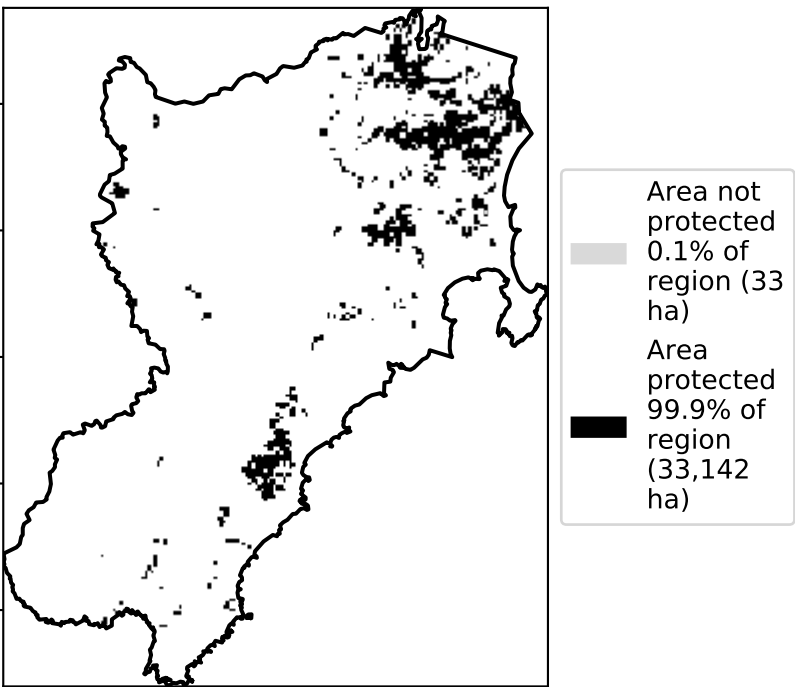 Area not
protected
0.1% of
region (33
ha)
Area
protected
99.9% of
region
(33,142
ha)